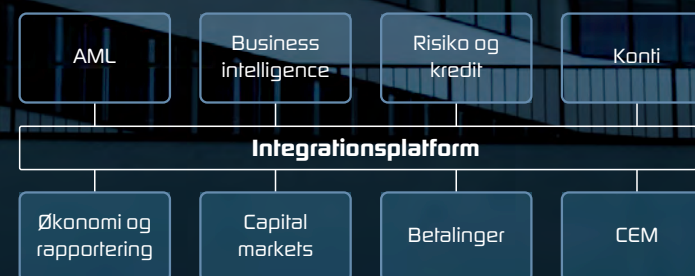 AML
Business
intelligence
Risiko og
kredit
Konti
Integrationsplatform
Økonomi og
rapportering
Capital
markets
Betalinger
CEM